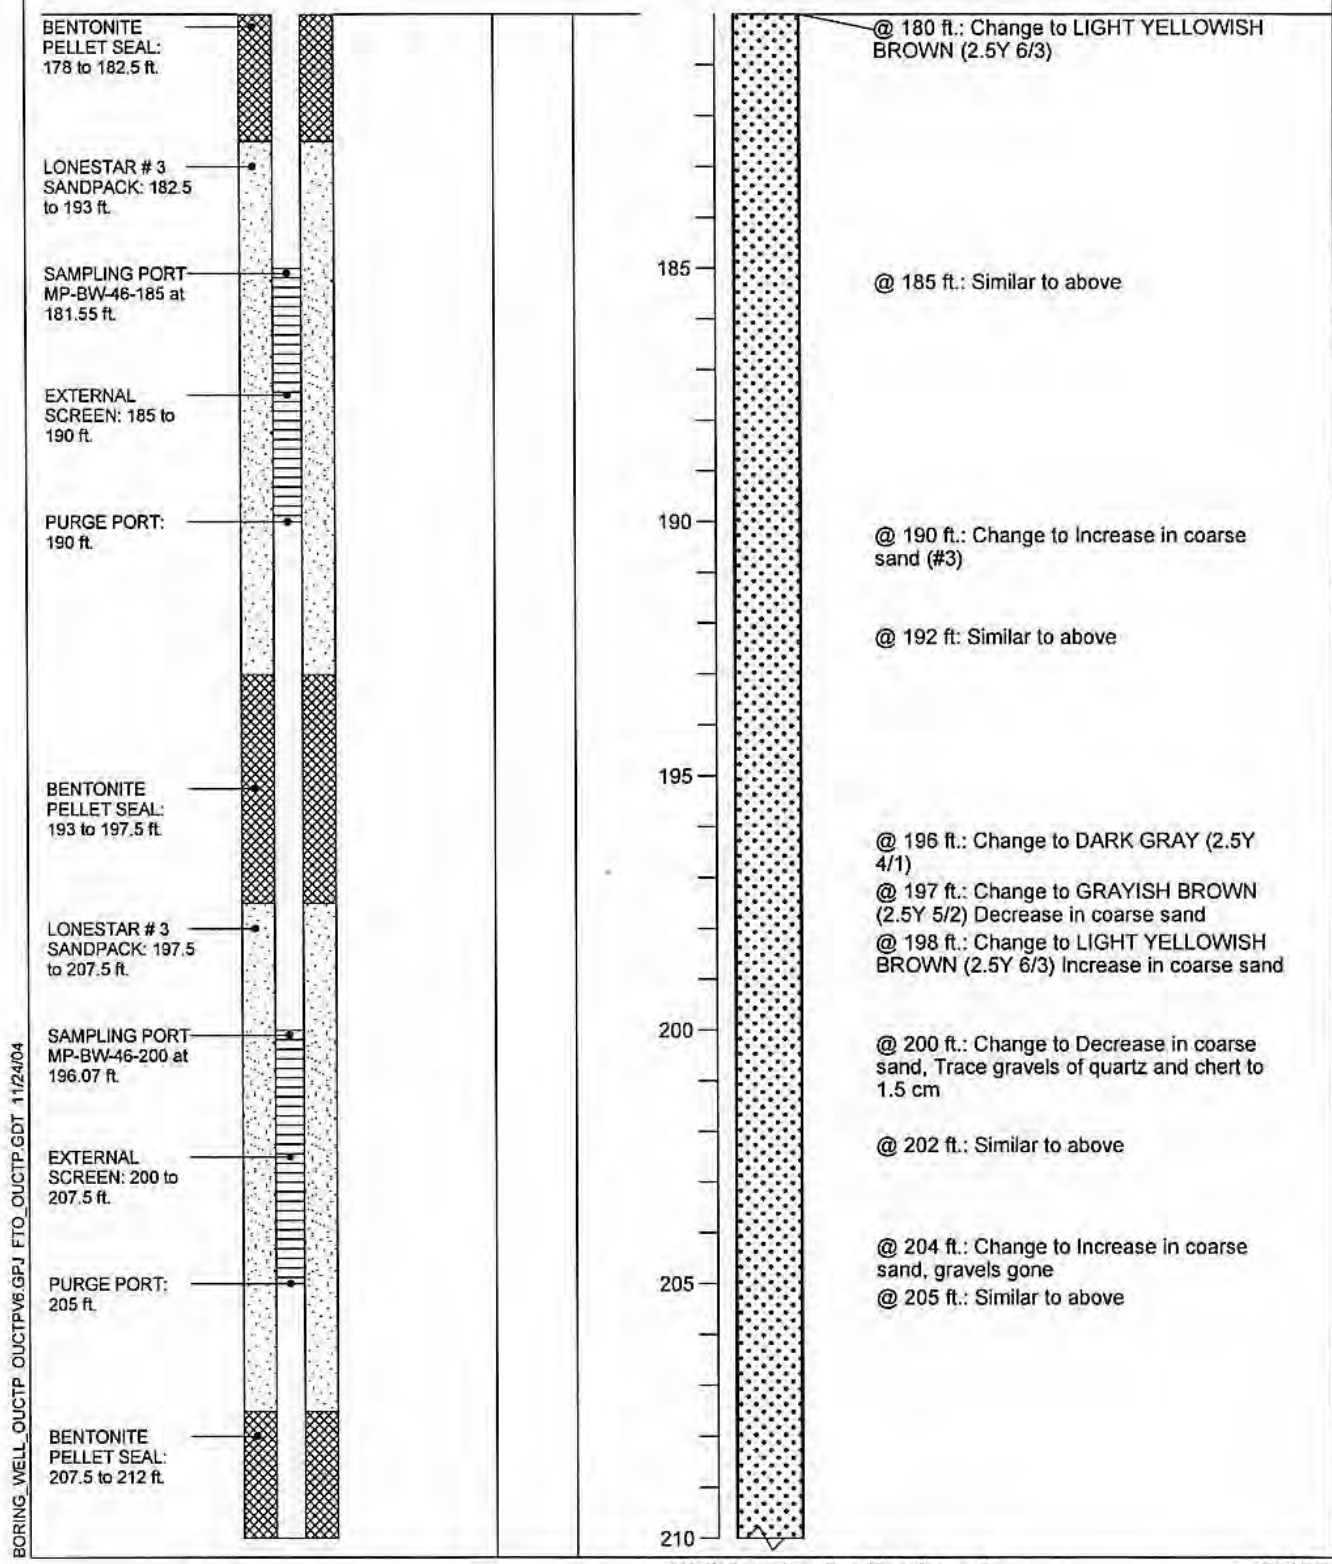 BENTONITE
PELLET SEAL:
178 to 182.5 ft.
LONESTAR # 3
SANDPACK: 182.5
to 193 ft.
SAMPLING PORT
MP-BW-46-185 at
181.55 ft.
EXTERNAL
SCREEN: 185 to
190 ft.
PURGE PORT:
190 ft.
BENTONITE
PELLET SEAL:
193 to 197.5 ft.
LONESTAR # 3
SANDPACK: 197.5
to 207.5 ft.
SAMPLING PORT
MP-BW-46-200 at
196.07 ft.
EXTERNAL
SCREEN: 200 to
207.5 ft.
PURGE PORT:
205 ft.
BENTONITE
PELLET SEAL:
207.5 to 212 ft.
185
190
195
200
205
210
@ 180 ft.: Change to LIGHT YELLOWISH
BROWN (2.5Y 6/3)
@ 185 ft.: Similar to above
@ 190 ft.: Change to Increase in coarse
sand (#3)
@ 192 ft: Similar to above
@ 196 ft.: Change to DARK GRAY (2.5Y
4/1)
@ 197 ft.: Change to GRAYISH BROWN
(2.5Y 5/2) Decrease in coarse sand
@ 198 ft.: Change to LIGHT YELLOWISH
BROWN (2.5Y 6/3) Increase in coarse sand
@ 200 ft.: Change to Decrease in coarse
sand, Trace gravels of quartz and chert to
1.5 cm
@ 202 ft.: Similar to above
@ 204 ft.: Change to Increase in coarse
sand, gravels gone
@ 205 ft.: Similar to above
BORING_WELL_OUCTP OUCTPV6.GPJ FTO_OUCTP.GDT 11/24/04